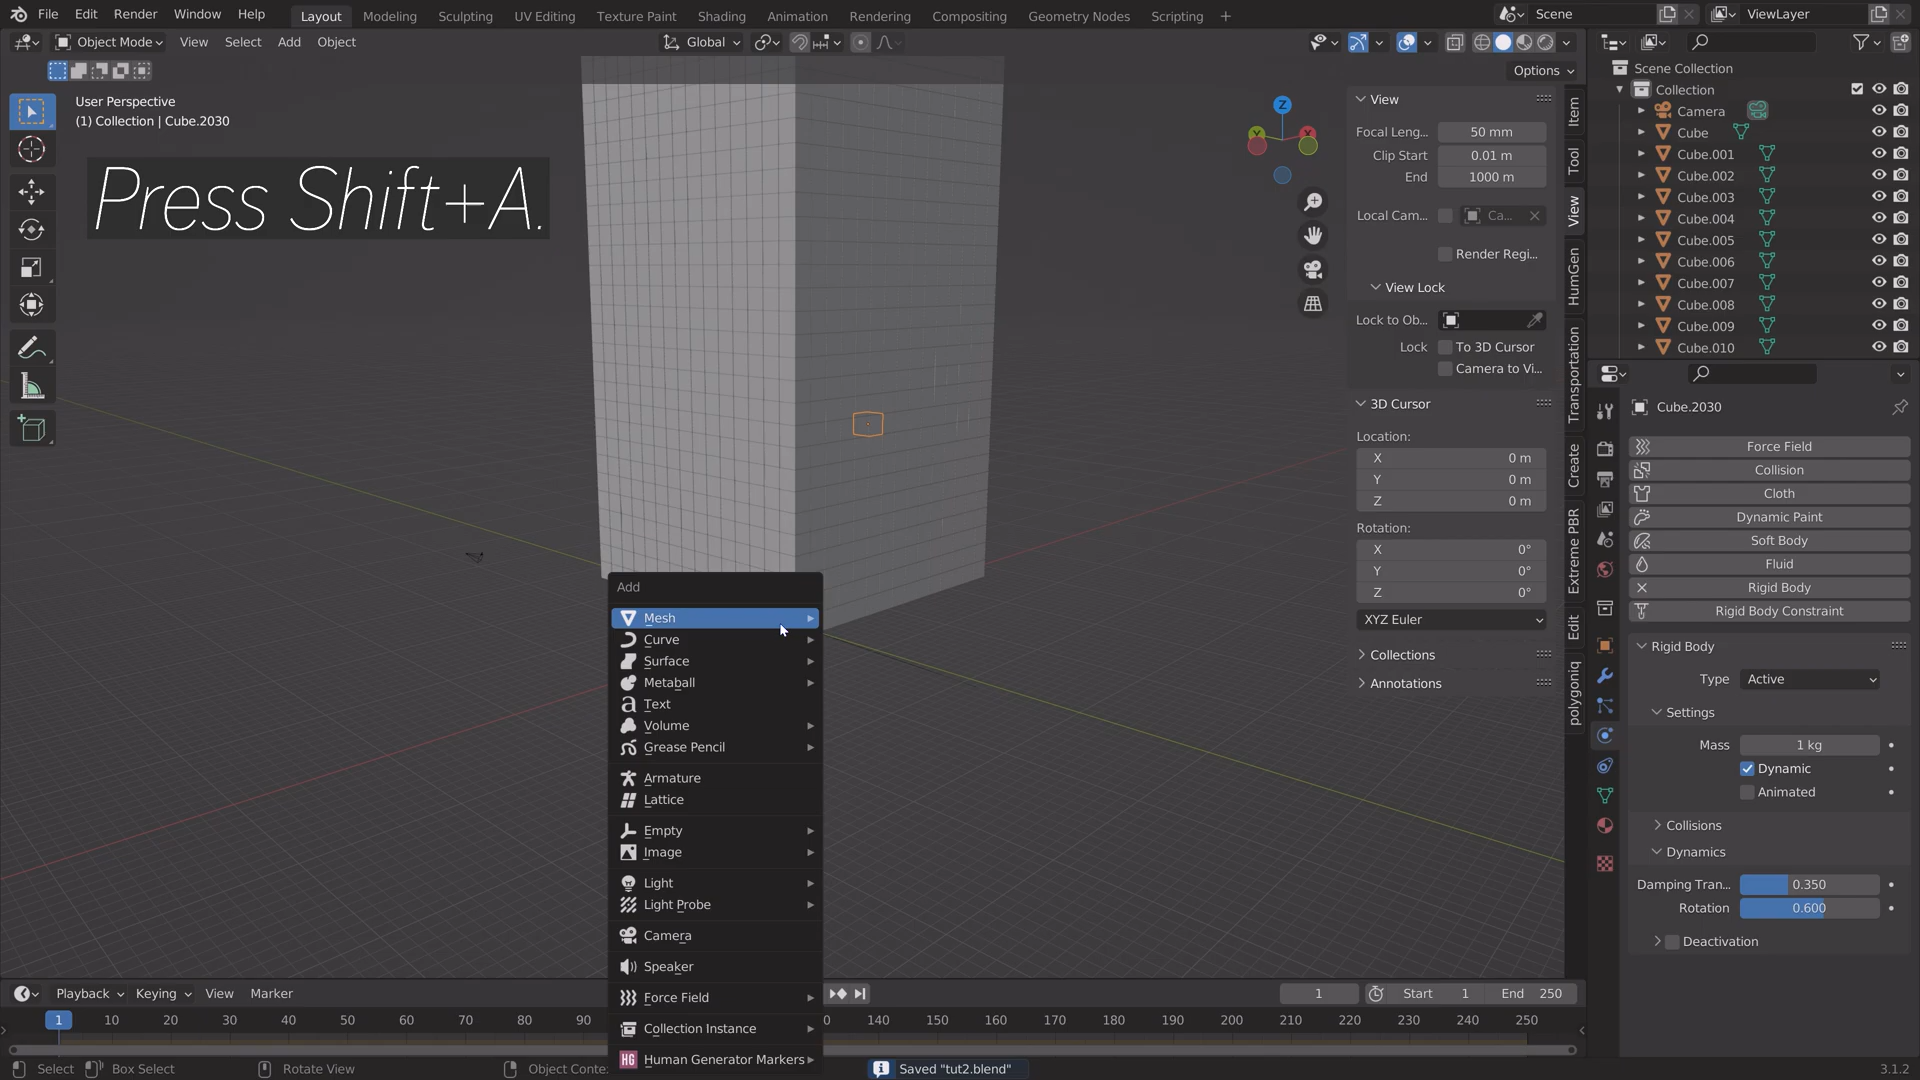 File Edit Render Window Help Layout Modeling Sculpting UV Editing Texture Paint Shading Animation Rendering Compositing Geometry Nodes Scripting + Scene ViewLayer
Object Mode View Select Add Object Global
Options
User Perspective
(1) Collection | Cube.2030
Press Shift+A.
Z
Y
X
View
Focal Leng... 50 mm
Clip Start 0.01 m
End 1000 m
Local Cam... Ca...
Render Regi...
View Lock
Lock to Ob...
Lock To 3D Cursor
Camera to Vi...
3D Cursor
Location:
X 0 m
Y 0 m
Z 0 m
Rotation:
X 0°
Y 0°
Z 0°
XYZ Euler
Collections
Annotations
Item
Tool
View
HumGen
Transportation
Create
Extreme PBR
Edit
polygoniq
Scene Collection
Collection
Camera
Cube
Cube.001
Cube.002
Cube.003
Cube.004
Cube.005
Cube.006
Cube.007
Cube.008
Cube.009
Cube.010
Cube.2030
Force Field
Collision
Cloth
Dynamic Paint
Soft Body
Fluid
Rigid Body
Rigid Body Constraint
Rigid Body
Type Active
Settings
Mass 1 kg
Dynamic
Animated
Collisions
Dynamics
Damping Tran... 0.350
Rotation 0.600
Deactivation
Add
Mesh
Curve
Surface
Metaball
Text
Volume
Grease Pencil
Armature
Lattice
Empty
Image
Light
Light Probe
Camera
Speaker
Force Field
Collection Instance
HG Human Generator Markers
Playback Keying View Marker 1 Start 1 End 250
1 10 20 30 40 50 60 70 80 90 0 140 150 160 170 180 190 200 210 220 230 240 250
Select Box Select Rotate View Object Conte Saved "tut2.blend" 3.1.2